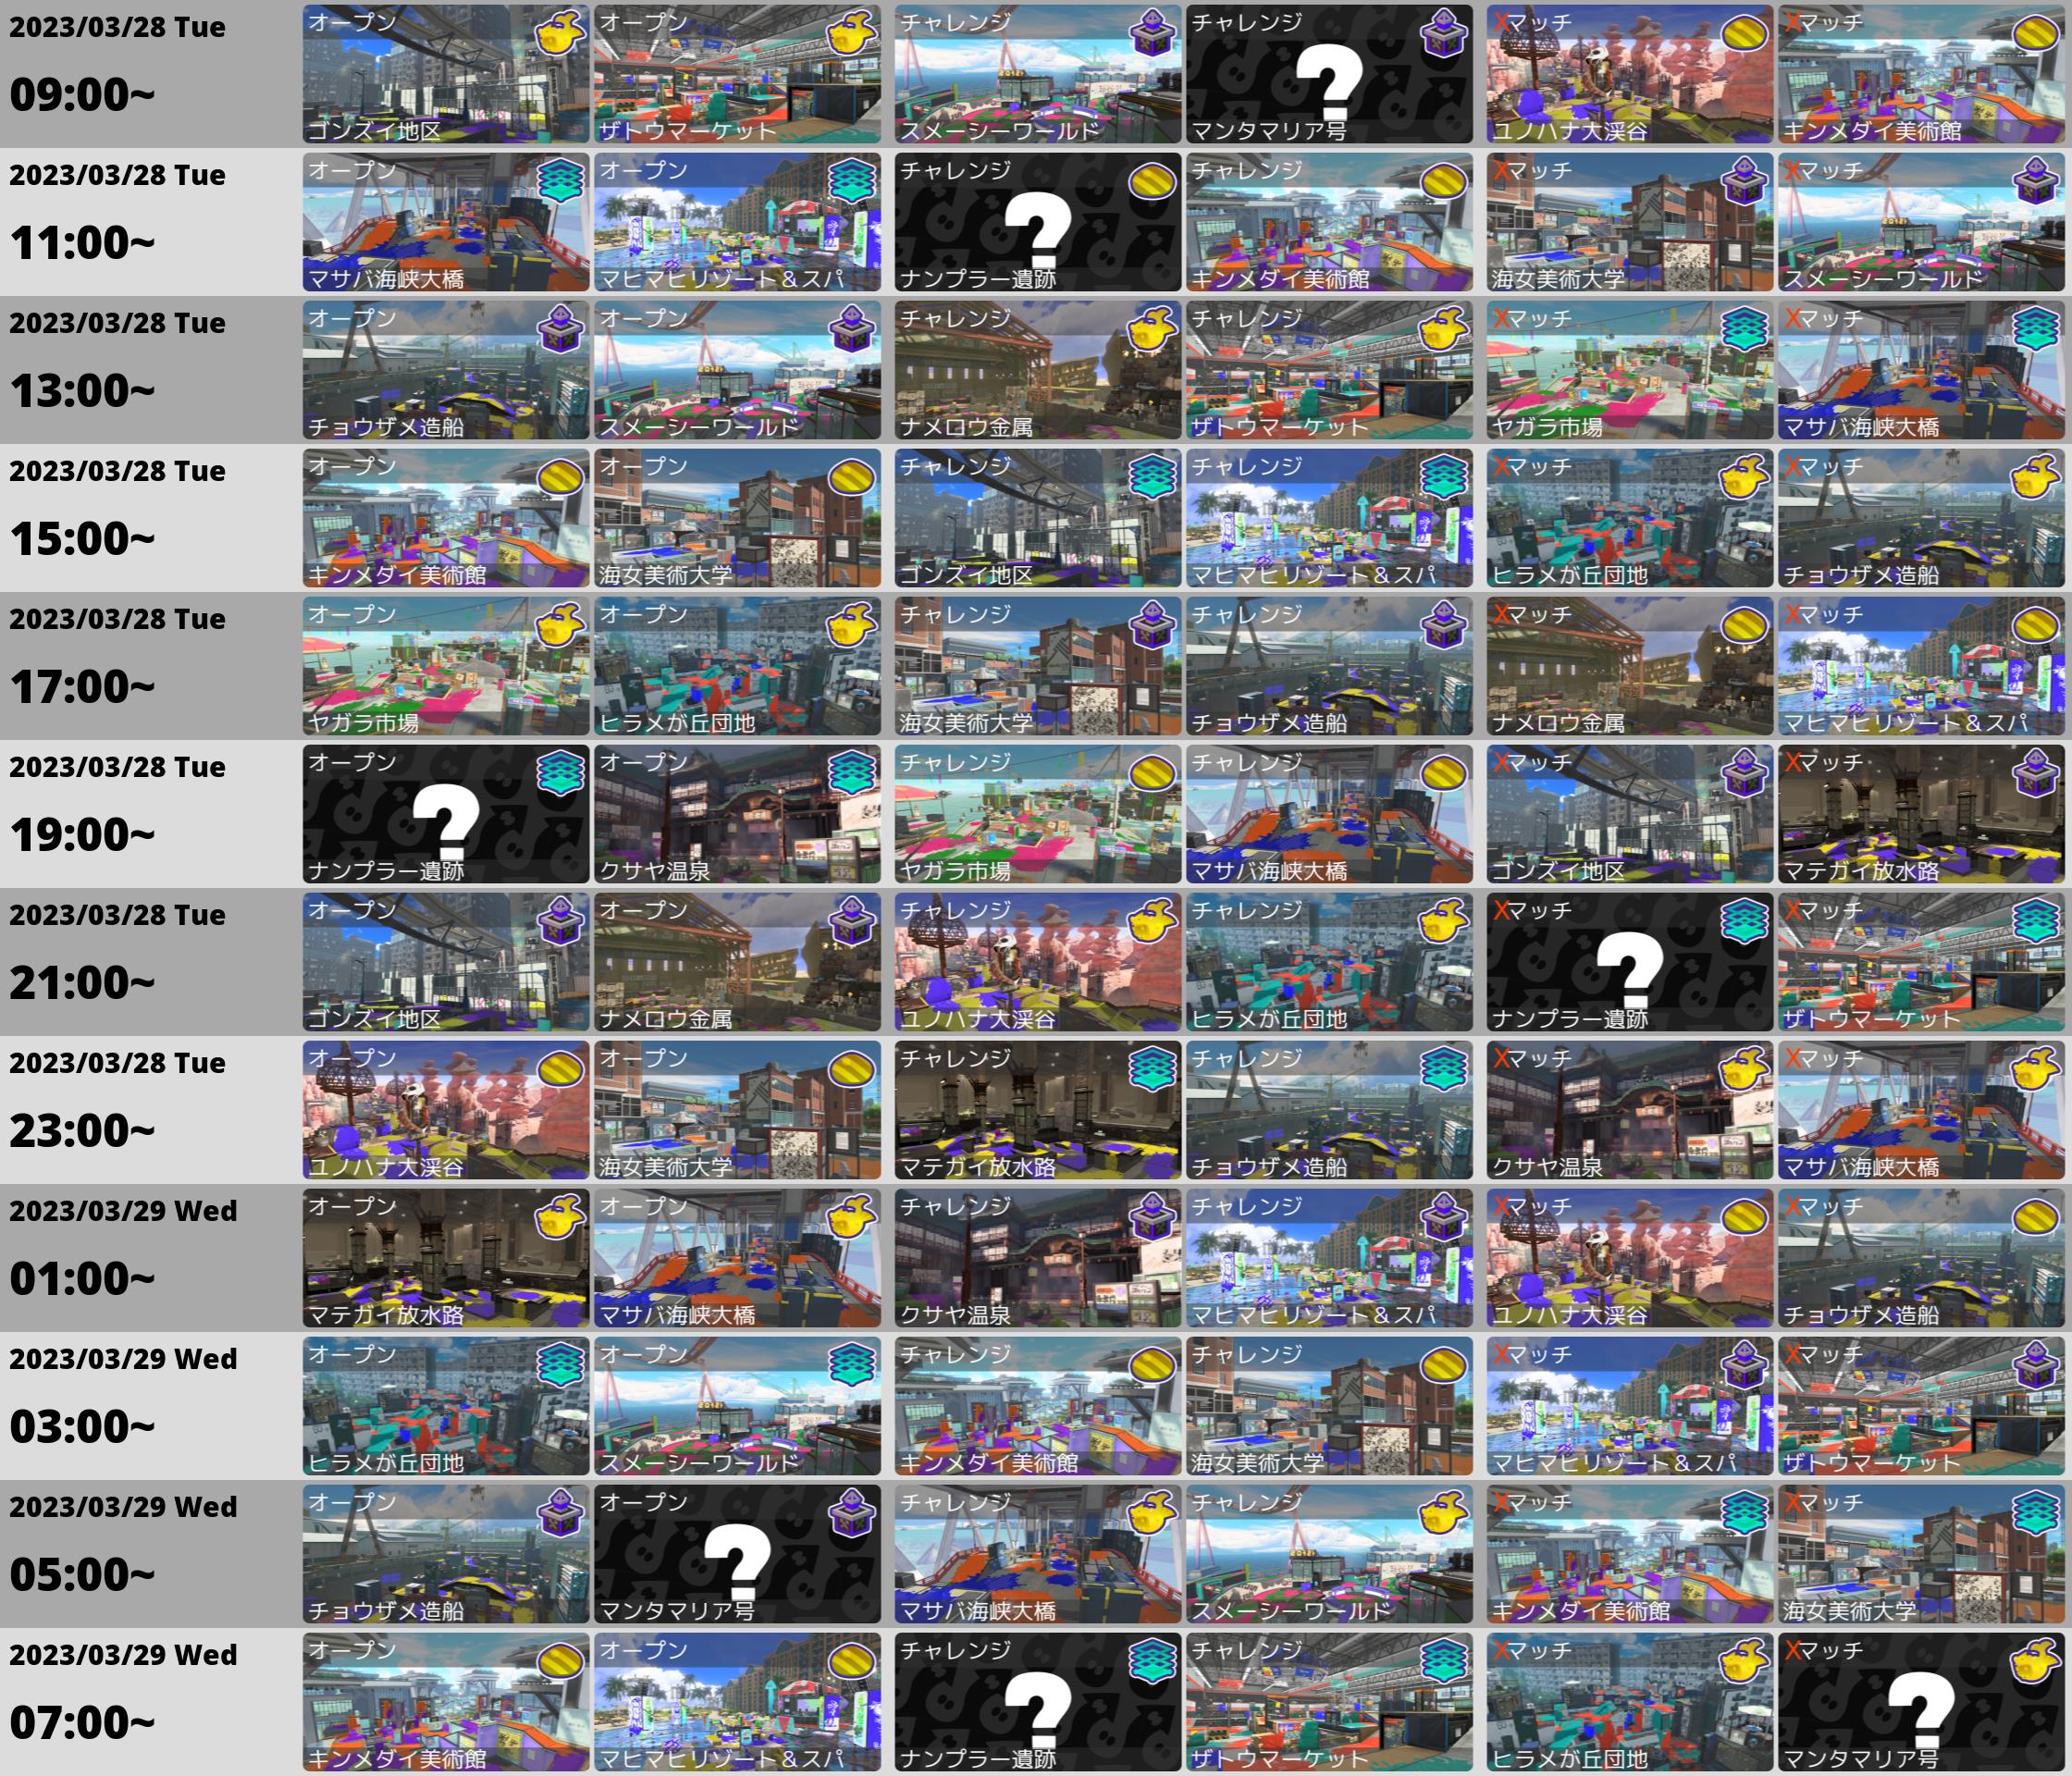 2023/03/28 Tue
09:00~
オープン オープン チャレンジ チャレンジ Xマッチ Xマッチ
ゴンズイ地区 ザトウマーケット スメーシーワールド マンタマリア号 ユノハナ大渓谷 キンメダイ美術館
2023/03/28 Tue
11:00~
オープン オープン チャレンジ チャレンジ Xマッチ Xマッチ
マサバ海峡大橋 マヒマヒリゾート＆スパ ナンプラー遺跡 キンメダイ美術館 海女美術大学 スメーシーワールド
2023/03/28 Tue
13:00~
オープン オープン チャレンジ チャレンジ Xマッチ Xマッチ
チョウザメ造船 スメーシーワールド ナメロウ金属 ザトウマーケット ヤガラ市場 マサバ海峡大橋
2023/03/28 Tue
15:00~
オープン オープン チャレンジ チャレンジ Xマッチ Xマッチ
キンメダイ美術館 海女美術大学 ゴンズイ地区 マヒマヒリゾート＆スパ ヒラメが丘団地 チョウザメ造船
2023/03/28 Tue
17:00~
オープン オープン チャレンジ チャレンジ Xマッチ Xマッチ
ヤガラ市場 ヒラメが丘団地 海女美術大学 チョウザメ造船 ナメロウ金属 マヒマヒリゾート＆スパ
2023/03/28 Tue
19:00~
オープン オープン チャレンジ チャレンジ Xマッチ Xマッチ
ナンプラー遺跡 クサヤ温泉 ヤガラ市場 マサバ海峡大橋 ゴンズイ地区 マテガイ放水路
2023/03/28 Tue
21:00~
オープン オープン チャレンジ チャレンジ Xマッチ Xマッチ
ゴンズイ地区 ナメロウ金属 ユノハナ大渓谷 ヒラメが丘団地 ナンプラー遺跡 ザトウマーケット
2023/03/28 Tue
23:00~
オープン オープン チャレンジ チャレンジ Xマッチ Xマッチ
ユノハナ大渓谷 海女美術大学 マテガイ放水路 チョウザメ造船 クサヤ温泉 マサバ海峡大橋
2023/03/29 Wed
01:00~
オープン オープン チャレンジ チャレンジ Xマッチ Xマッチ
マテガイ放水路 マサバ海峡大橋 クサヤ温泉 マヒマヒリゾート＆スパ ユノハナ大渓谷 チョウザメ造船
2023/03/29 Wed
03:00~
オープン オープン チャレンジ チャレンジ Xマッチ Xマッチ
ヒラメが丘団地 スメーシーワールド キンメダイ美術館 海女美術大学 マヒマヒリゾート＆スパ ザトウマーケット
2023/03/29 Wed
05:00~
オープン オープン チャレンジ チャレンジ Xマッチ Xマッチ
チョウザメ造船 マンタマリア号 マサバ海峡大橋 スメーシーワールド キンメダイ美術館 海女美術大学
2023/03/29 Wed
07:00~
オープン オープン チャレンジ チャレンジ Xマッチ Xマッチ
キンメダイ美術館 マヒマヒリゾート＆スパ ナンプラー遺跡 ザトウマーケット ヒラメが丘団地 マンタマリア号